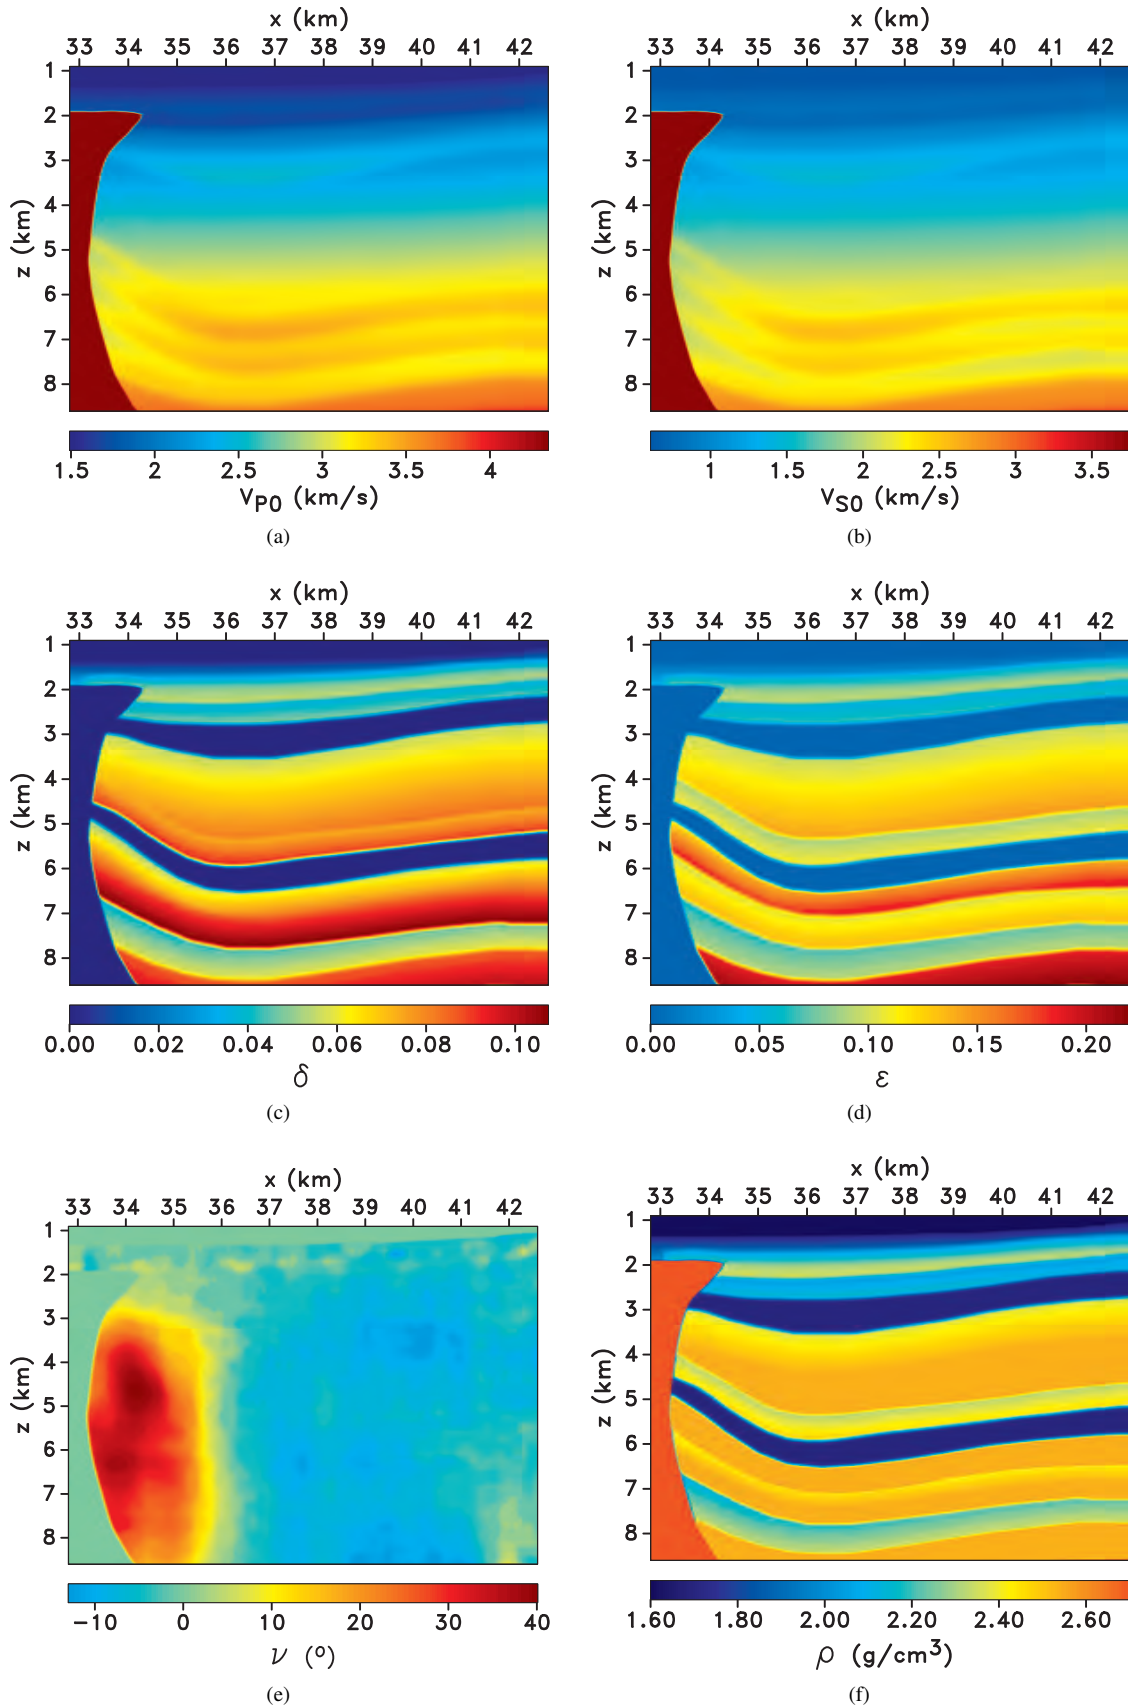 x (km) x (km)
33 34 35 36 37 38 39 40 41 42 33 34 35 36 37 38 39 40 41 42
1 1
2 2
3 3
4 4
z (km) z (km)
5 5
6 6
7 7
8 8
1.5 2 2.5 3 3.5 4 1 1.5 2 2.5 3 3.5
VP0 (km/s) VS0 (km/s)
(a) (b)
x (km) x (km)
33 34 35 36 37 38 39 40 41 42 33 34 35 36 37 38 39 40 41 42
1 1
2 2
3 3
4 4
z (km) z (km)
5 5
6 6
7 7
8 8
0.00 0.02 0.04 0.06 0.08 0.10 0.00 0.05 0.10 0.15 0.20
δ ε
(c) (d)
x (km) x (km)
33 34 35 36 37 38 39 40 41 42 33 34 35 36 37 38 39 40 41 42
1 1
2 2
3 3
4 4
z (km) z (km)
5 5
6 6
7 7
8 8
−10 0 10 20 30 40 1.60 1.80 2.00 2.20 2.40 2.60
ν (°) ρ (g/cm³)
(e) (f)